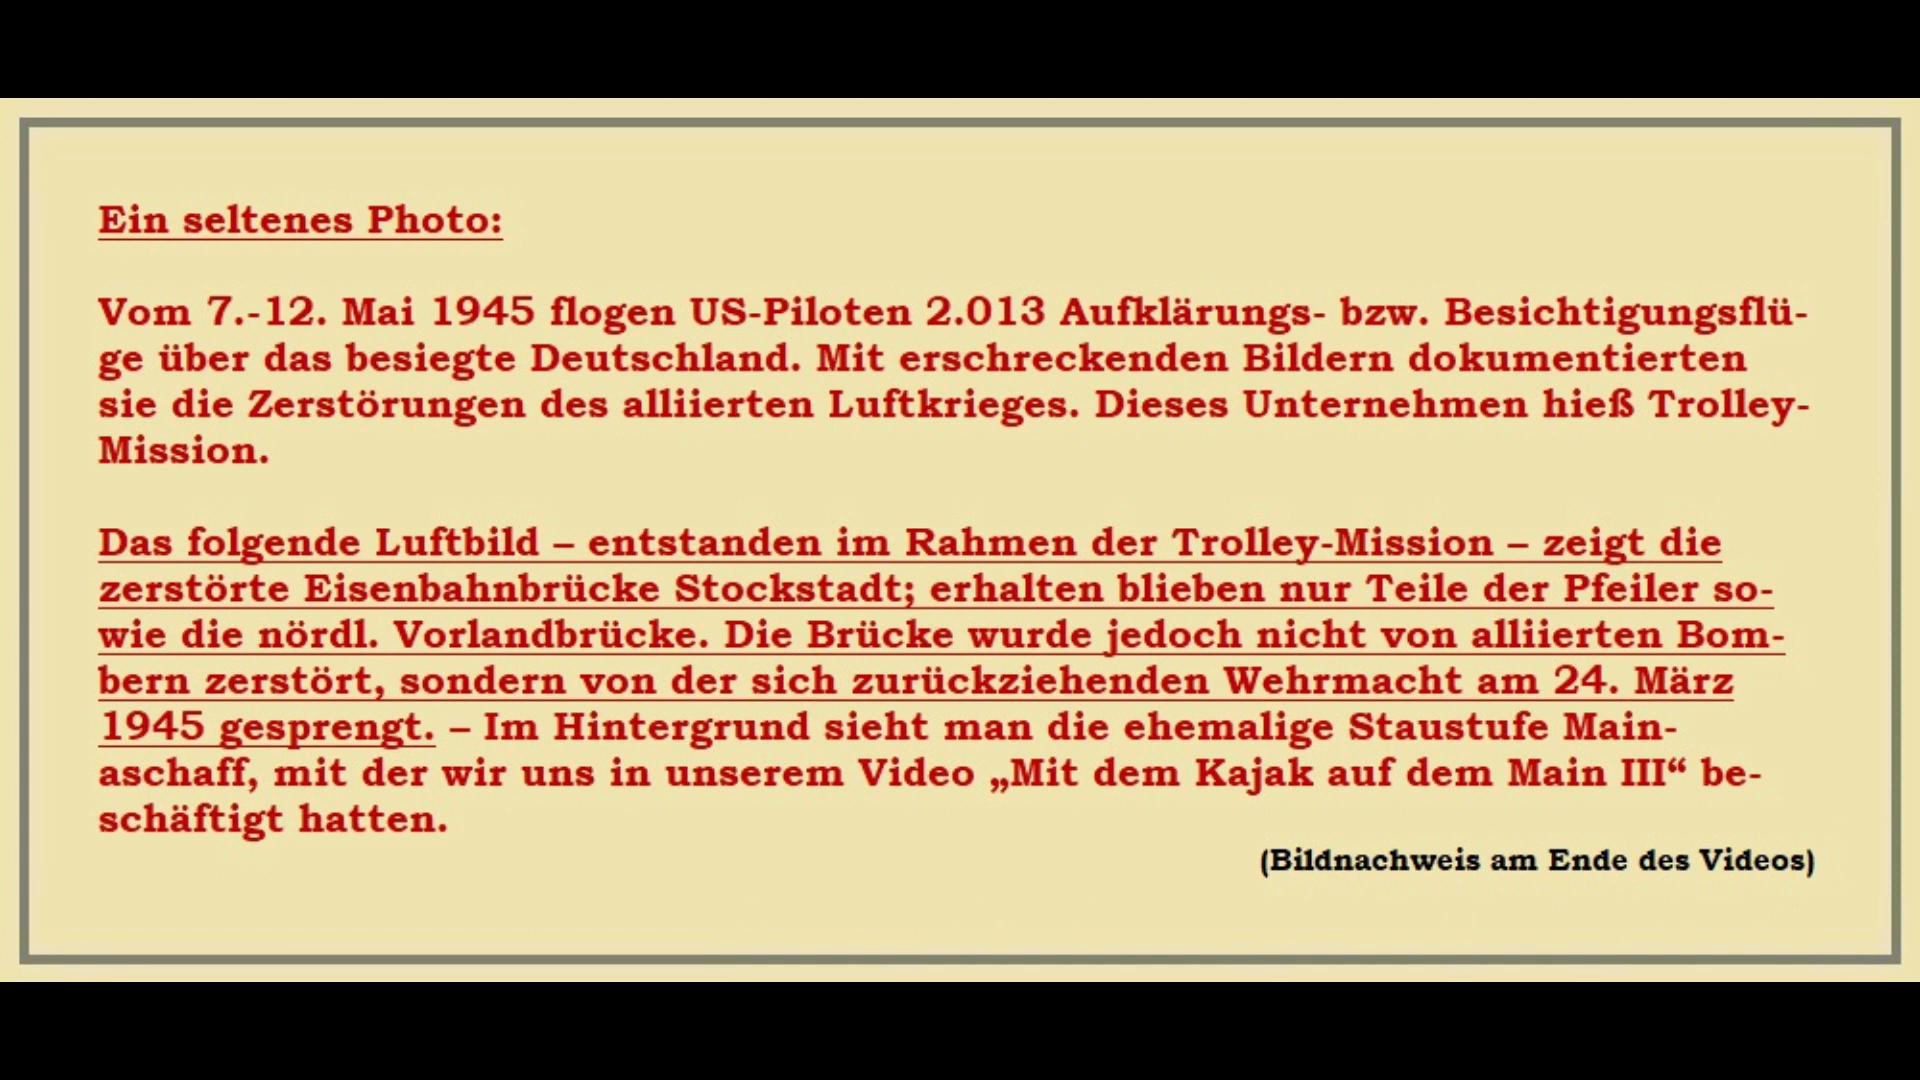 Ein seltenes Photo:
Vom 7.-12. Mai 1945 flogen US-Piloten 2.013 Aufklärungs- bzw. Besichtigungsflü-
ge über das besiegte Deutschland. Mit erschreckenden Bildern dokumentierten
sie die Zerstörungen des alliierten Luftkrieges. Dieses Unternehmen hieß Trolley-
Mission.
Das folgende Luftbild – entstanden im Rahmen der Trolley-Mission – zeigt die
zerstörte Eisenbahnbrücke Stockstadt; erhalten blieben nur Teile der Pfeiler so-
wie die nördl. Vorlandbrücke. Die Brücke wurde jedoch nicht von alliierten Bom-
bern zerstört, sondern von der sich zurückziehenden Wehrmacht am 24. März
1945 gesprengt. – Im Hintergrund sieht man die ehemalige Staustufe Main-
aschaff, mit der wir uns in unserem Video „Mit dem Kajak auf dem Main III“ be-
schäftigt hatten.
(Bildnachweis am Ende des Videos)